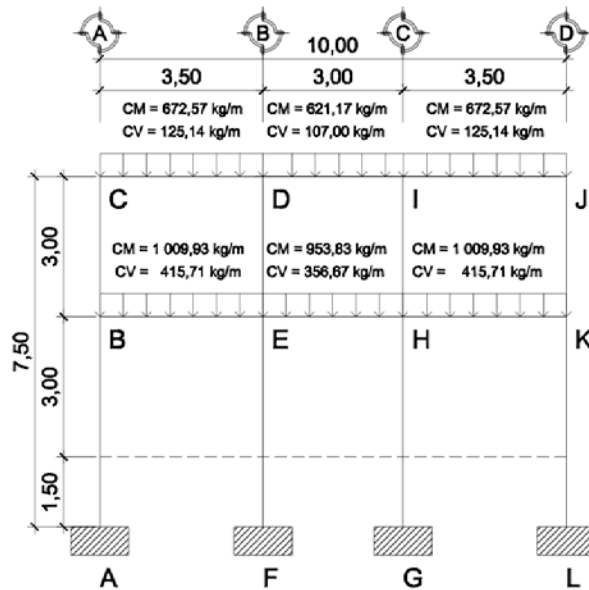 A B C D
10,00
3,50 3,00 3,50
CM = 672,57 kg/m CM = 621,17 kg/m CM = 672,57 kg/m
CV = 125,14 kg/m CV = 107,00 kg/m CV = 125,14 kg/m
C D I J
3,00
CM = 1 009,93 kg/m CM = 953,83 kg/m CM = 1 009,93 kg/m
CV = 415,71 kg/m CV = 356,67 kg/m CV = 415,71 kg/m
B E H K
7,50
3,00
1,50
A F G L